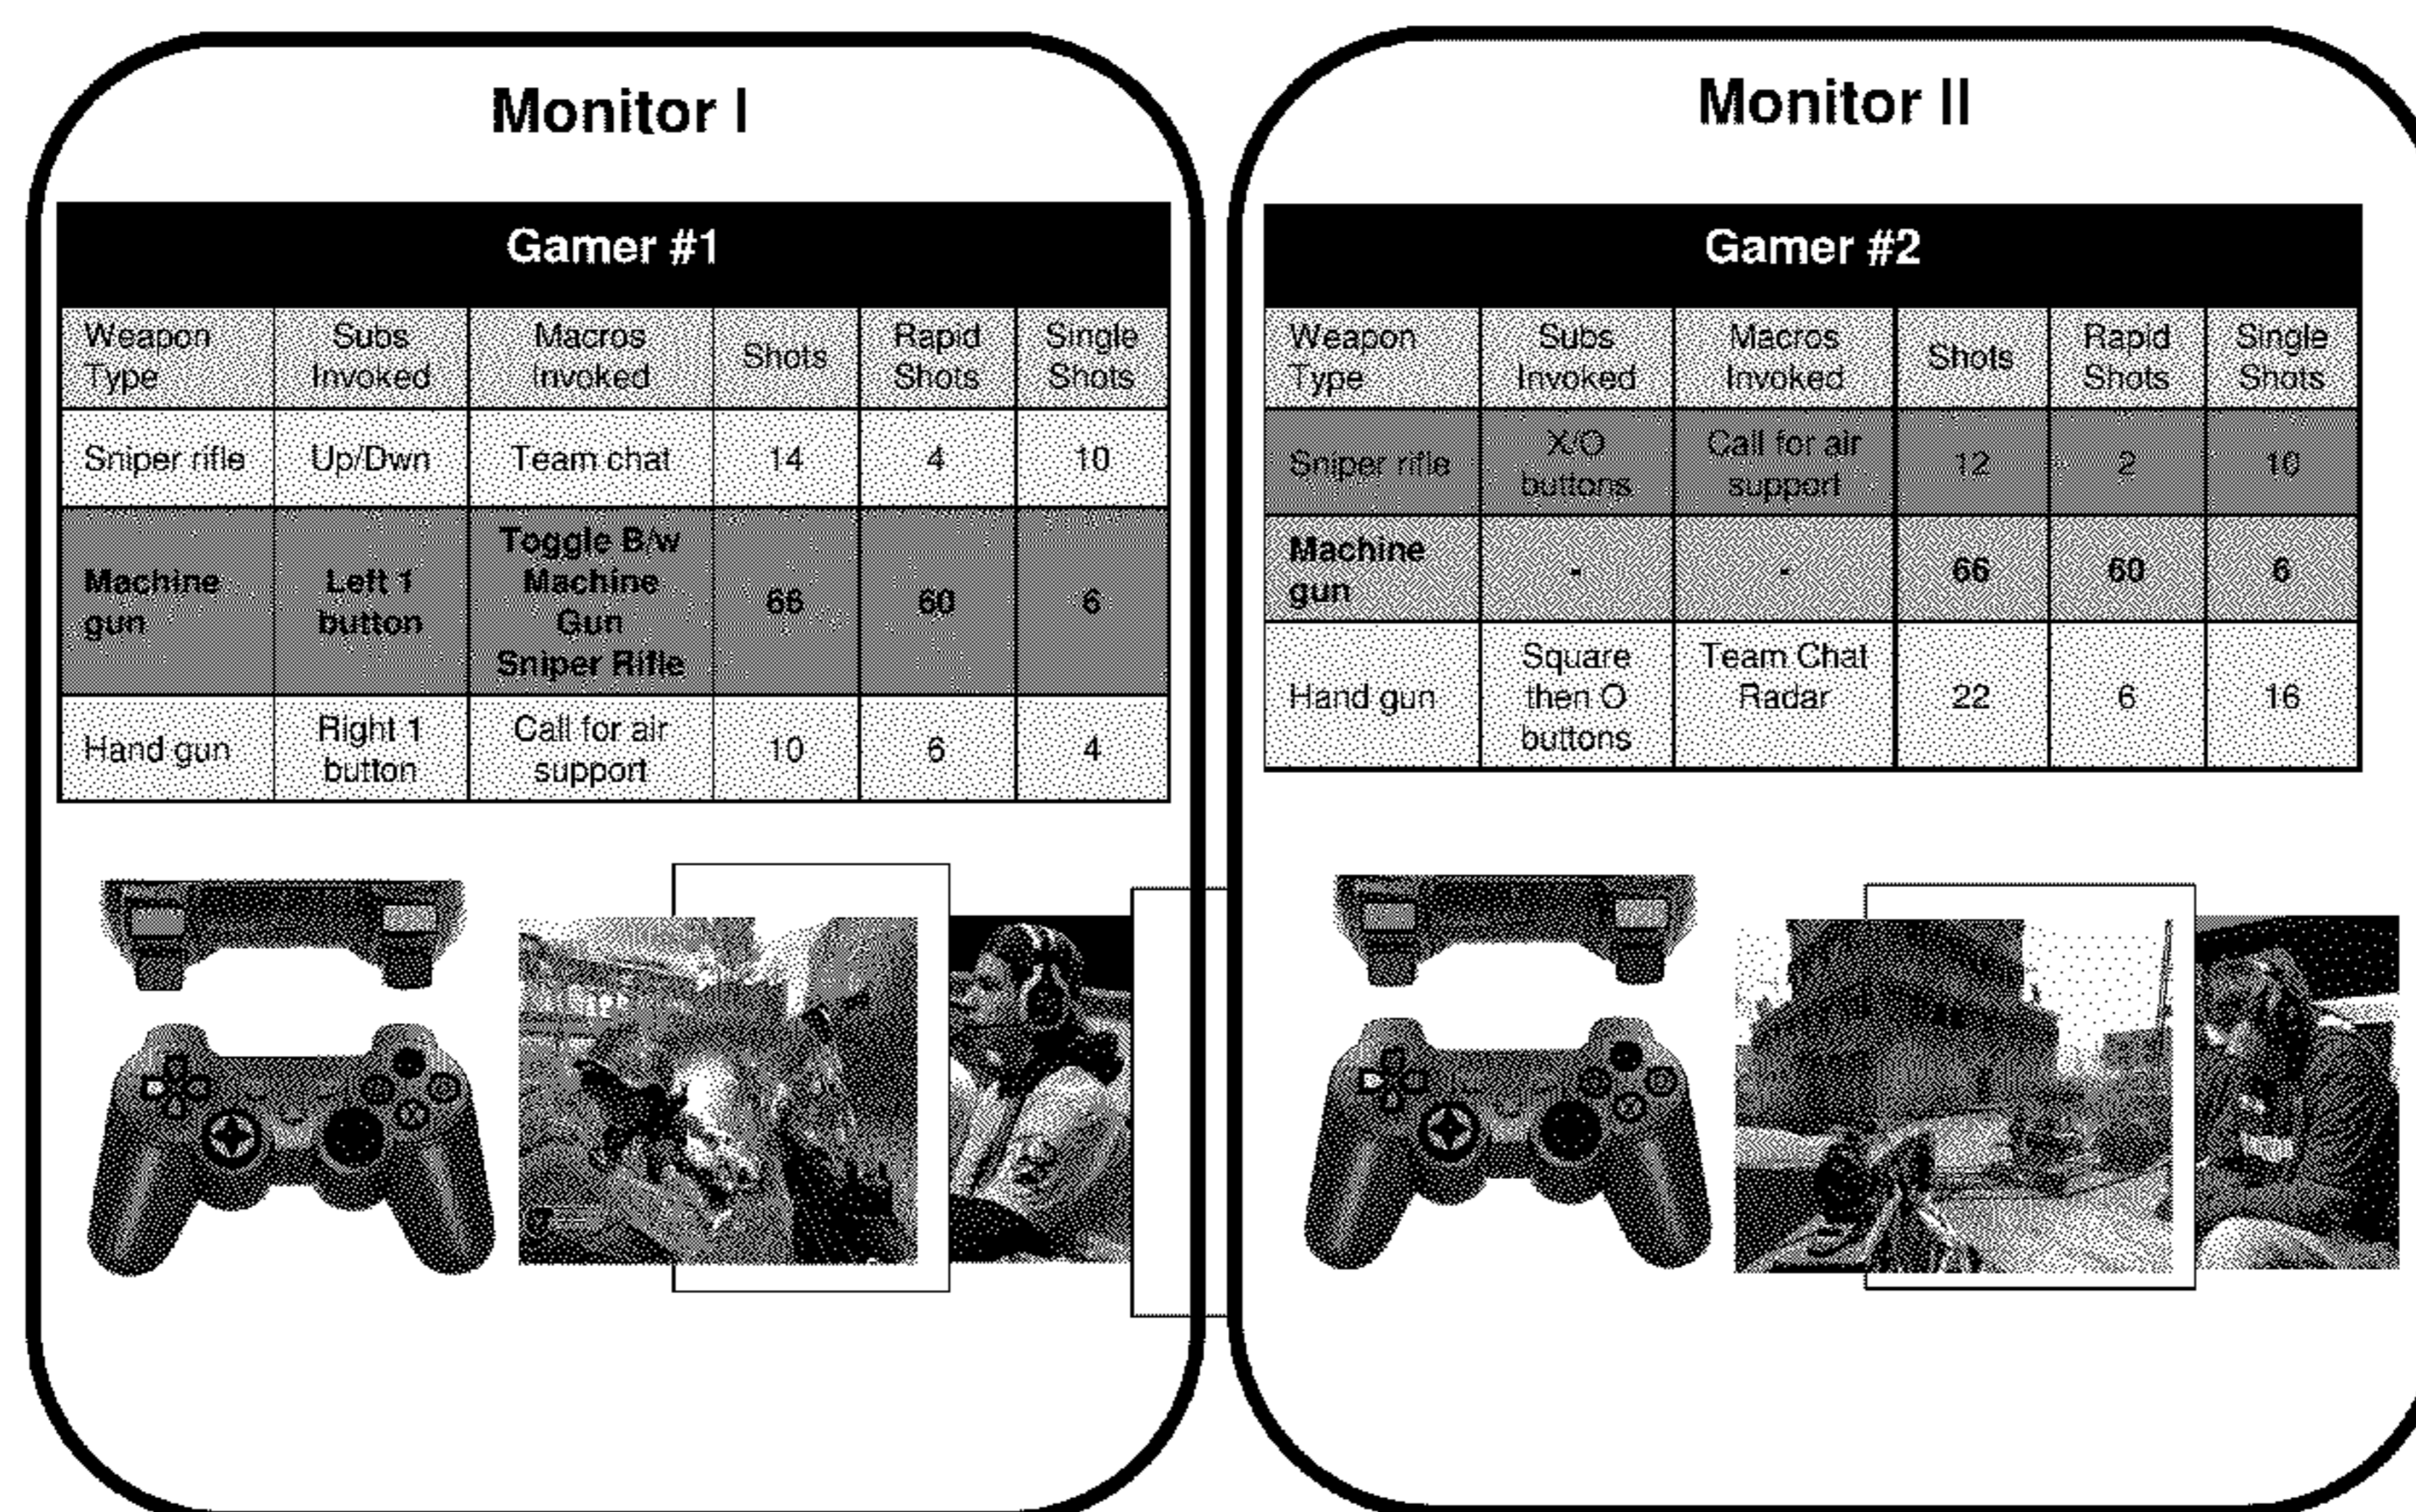 Monitor I
Gamer #1
Weapon Type | Subs Invoked | Macros Invoked | Shots | Rapid Shots | Single Shots
Sniper rifle | Up/Dwn | Team chat | 14 | 4 | 10
Machine gun | Left 1 button | Toggle B/w Machine Gun Sniper Rifle | 66 | 60 | 6
Hand gun | Right 1 button | Call for air support | 10 | 6 | 4
Monitor II
Gamer #2
Weapon Type | Subs Invoked | Macros Invoked | Shots | Rapid Shots | Single Shots
Sniper rifle | X/O buttons | Call for air support | 12 | 2 | 10
Machine gun | - | - | 66 | 60 | 6
Hand gun | Square then O buttons | Team Chat Radar | 22 | 6 | 16